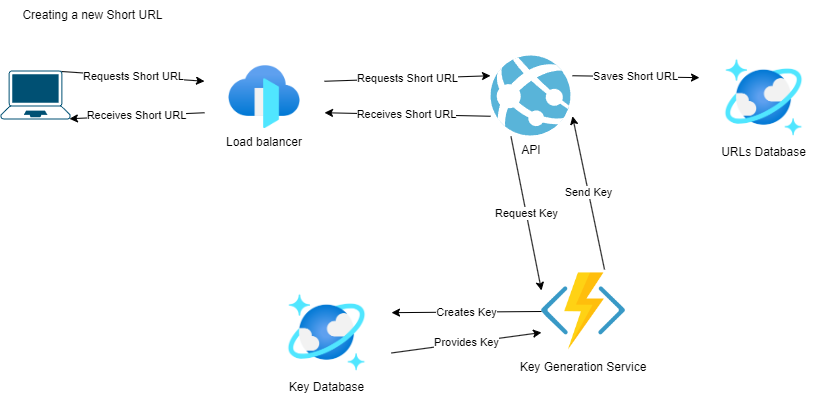 Creating a new Short URL
Requests Short URL
Requests Short URL
Saves Short URL
Receives Short URL
Receives Short URL
Load balancer
API
URLs Database
Send Key
Request Key
Creates Key
Provides Key
Key Generation Service
Key Database